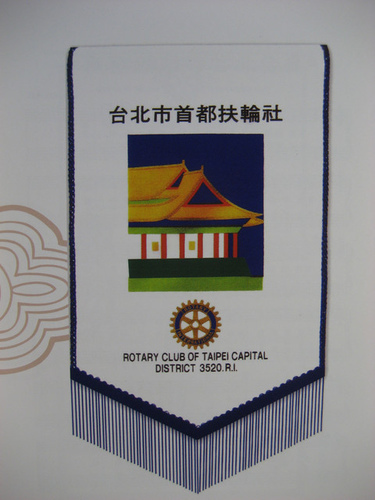 台北市首都扶輪社
ROTARY CLUB OF TAIPEI CAPITAL
DISTRICT 3520.R.I.